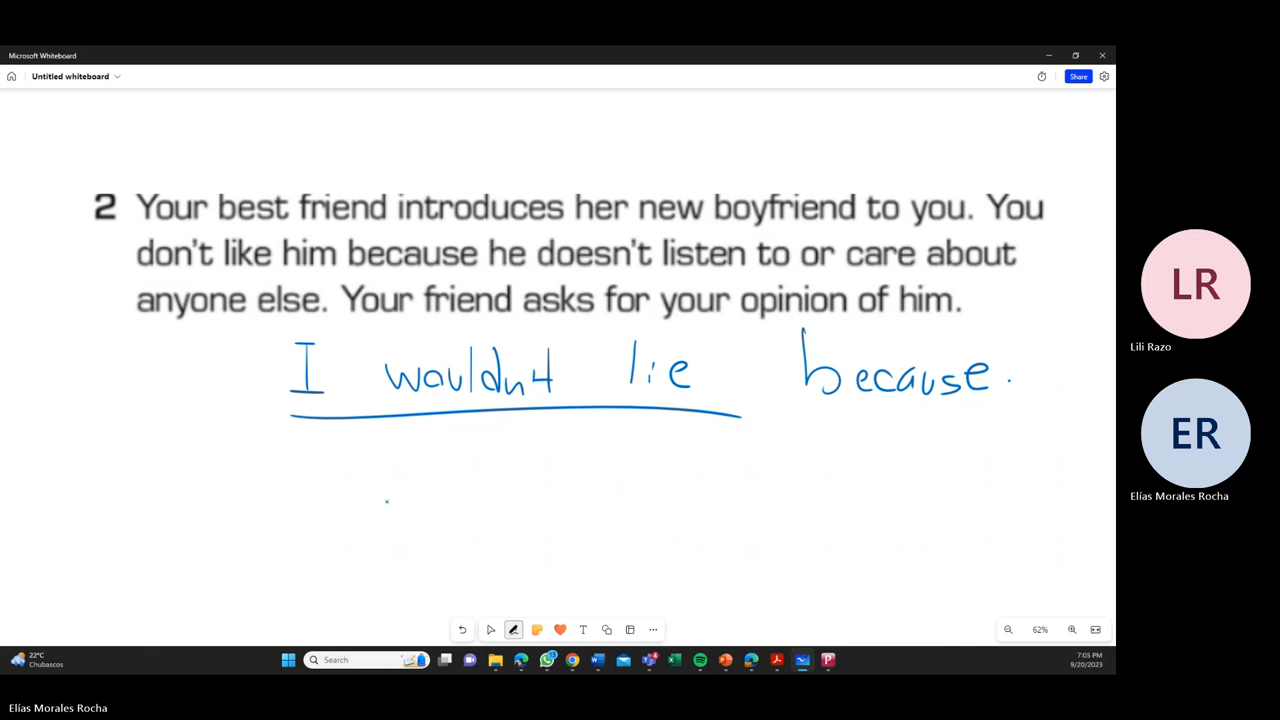 Microsoft Whiteboard
Untitled whiteboard
Share
2 Your best friend introduces her new boyfriend to you. You
don't like him because he doesn't listen to or care about
anyone else. Your friend asks for your opinion of him.
I wouldn't lie because.
LR
Lili Razo
ER
Elías Morales Rocha
62%
22°C
Chubascos
Search
7:05 PM
9/20/2023
Elías Morales Rocha